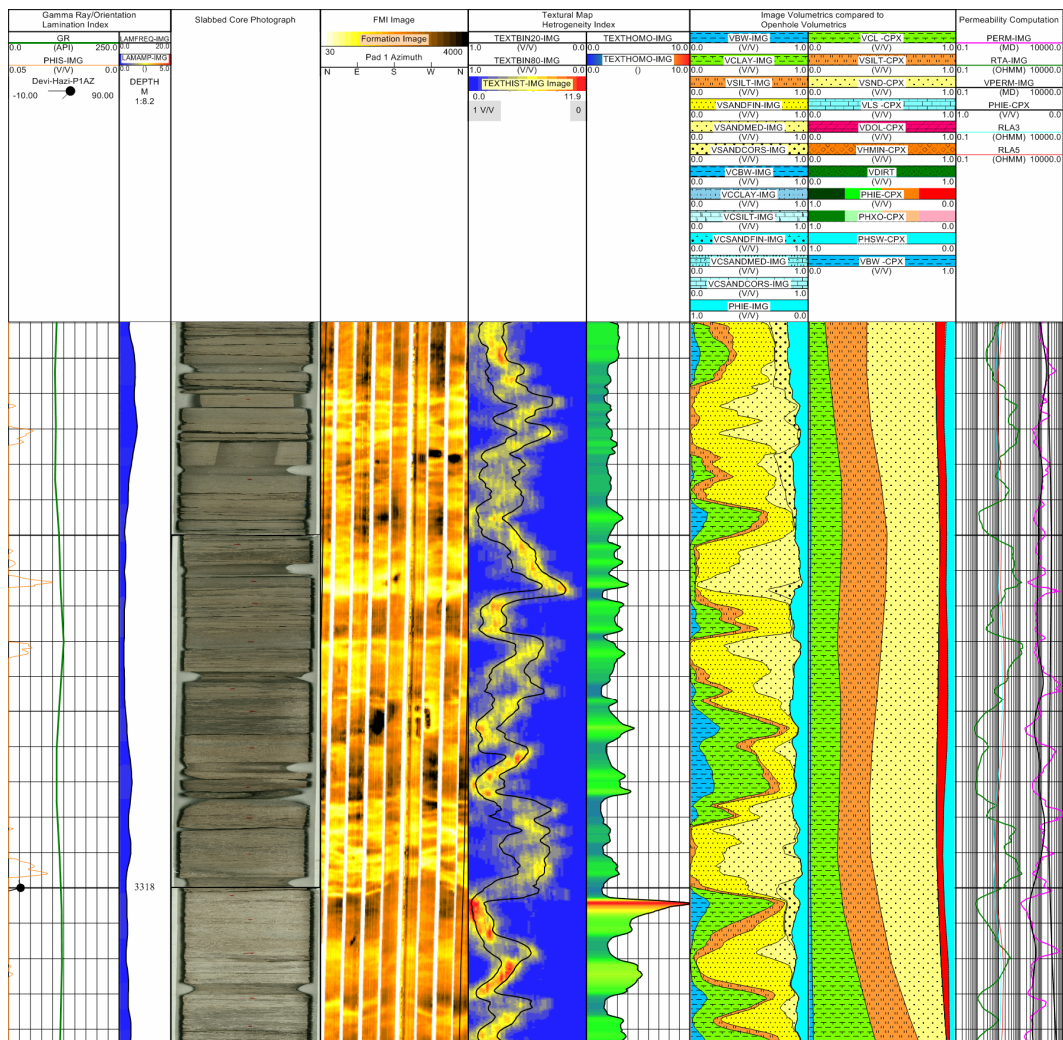 Gamma Ray/Orientation
Lamination Index
Slabbed Core Photograph
FMI Image
Textural Map
Hetrogeneity Index
Image Volumetrics compared to
Openhole Volumetrics
Permeability Computation
GR
0.0 (API) 250.0
PHIS-IMG
0.05 (V/V) 0.0
Devi-Hazi-P1AZ
-10.00 90.00
LAMFREQ-IMG
0.0 20.0
LAMAMP-IMG
0.0 () 5.0
DEPTH
M
1:8.2
Formation Image
30 4000
Pad 1 Azimuth
N E S W N
TEXTBIN20-IMG
1.0 (V/V) 0.0
TEXTBIN80-IMG
1.0 (V/V) 0.0
TEXTHIST-IMG Image
0.0 11.9
1 V/V 0
TEXTHOMO-IMG
0.0 () 10.0
TEXTHOMO-IMG
0.0 () 10.0
VBW-IMG
0.0 (V/V) 1.0
VCLAY-IMG
0.0 (V/V) 1.0
VSILT-IMG
0.0 (V/V) 1.0
VSANDFIN-IMG
0.0 (V/V) 1.0
VSANDMED-IMG
0.0 (V/V) 1.0
VSANDCORS-IMG
0.0 (V/V) 1.0
VCBW-IMG
0.0 (V/V) 1.0
VCCLAY-IMG
0.0 (V/V) 1.0
VCSILT-IMG
0.0 (V/V) 1.0
VCSANDFIN-IMG
0.0 (V/V) 1.0
VCSANDMED-IMG
0.0 (V/V) 1.0
VCSANDCORS-IMG
0.0 (V/V) 1.0
PHIE-IMG
1.0 (V/V) 0.0
VCL -CPX
0.0 (V/V) 1.0
VSILT-CPX
0.0 (V/V) 1.0
VSND-CPX
0.0 (V/V) 1.0
VLS -CPX
0.0 (V/V) 1.0
VDOL-CPX
0.0 (V/V) 1.0
VHMIN-CPX
0.0 (V/V) 1.0
VDIRT
0.0 (V/V) 1.0
PHIE-CPX
1.0 (V/V) 0.0
PHXO-CPX
1.0 (V/V) 0.0
PHSW-CPX
1.0 (V/V) 0.0
VBW -CPX
0.0 (V/V) 1.0
PERM-IMG
0.1 (MD) 10000.0
RTA-IMG
0.1 (OHMM) 10000.0
VPERM-IMG
0.1 (MD) 10000.0
PHIE-CPX
1.0 (V/V) 0.0
RLA3
0.1 (OHMM) 10000.0
RLA5
0.1 (OHMM) 10000.0
3318